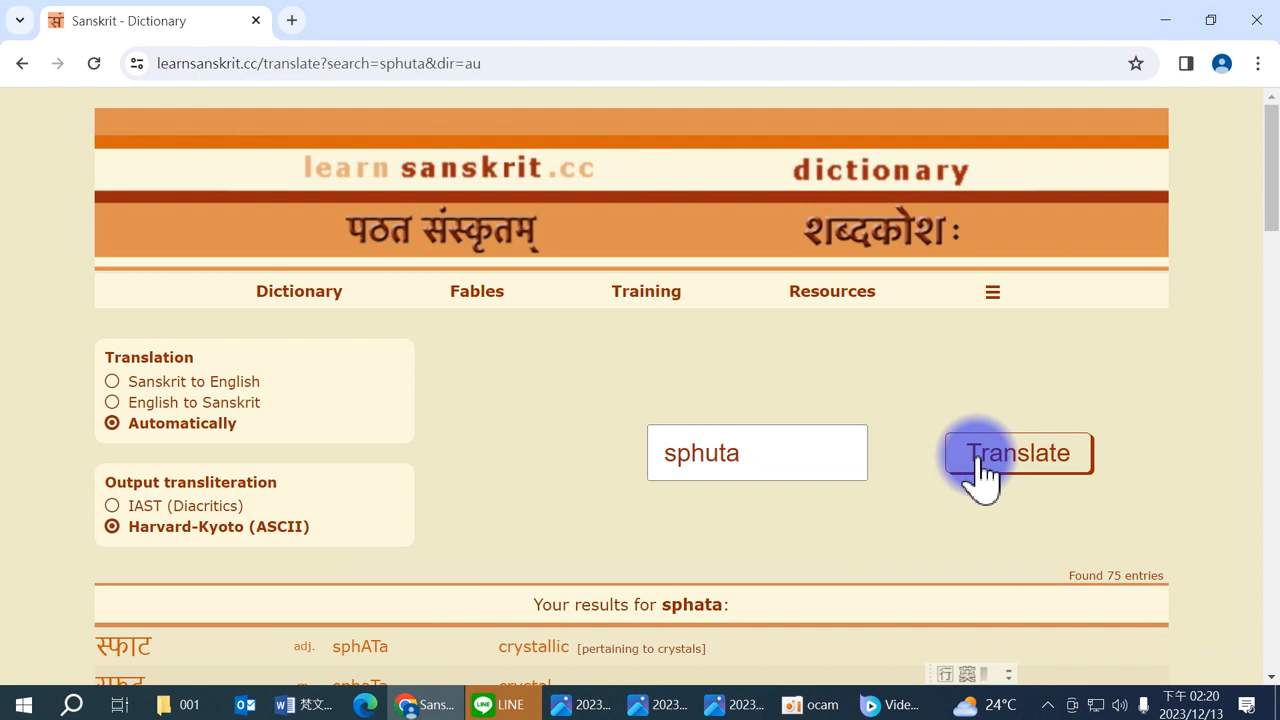 Sanskrit - Dictionary
learnsanskrit.cc/translate?search=sphuta&dir=au
learn sanskrit .cc dictionary
पठत संस्कृतम् शब्दकोशः
Dictionary Fables Training Resources
Translation
Sanskrit to English
English to Sanskrit
Automatically
sphuta Translate
Output transliteration
IAST (Diacritics)
Harvard-Kyoto (ASCII)
Found 75 entries
Your results for sphata:
स्फाट adj. sphATa crystallic [pertaining to crystals]
行 英
001 梵文... Sans... LINE 2023... 2023... 2023... ocam Vide... 24°C 下午 02:20
2023/12/13